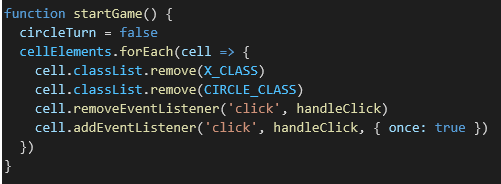 function startGame() {
  circleTurn = false
  cellElements.forEach(cell => {
    cell.classList.remove(X_CLASS)
    cell.classList.remove(CIRCLE_CLASS)
    cell.removeEventListener('click', handleClick)
    cell.addEventListener('click', handleClick, { once: true })
  })
}